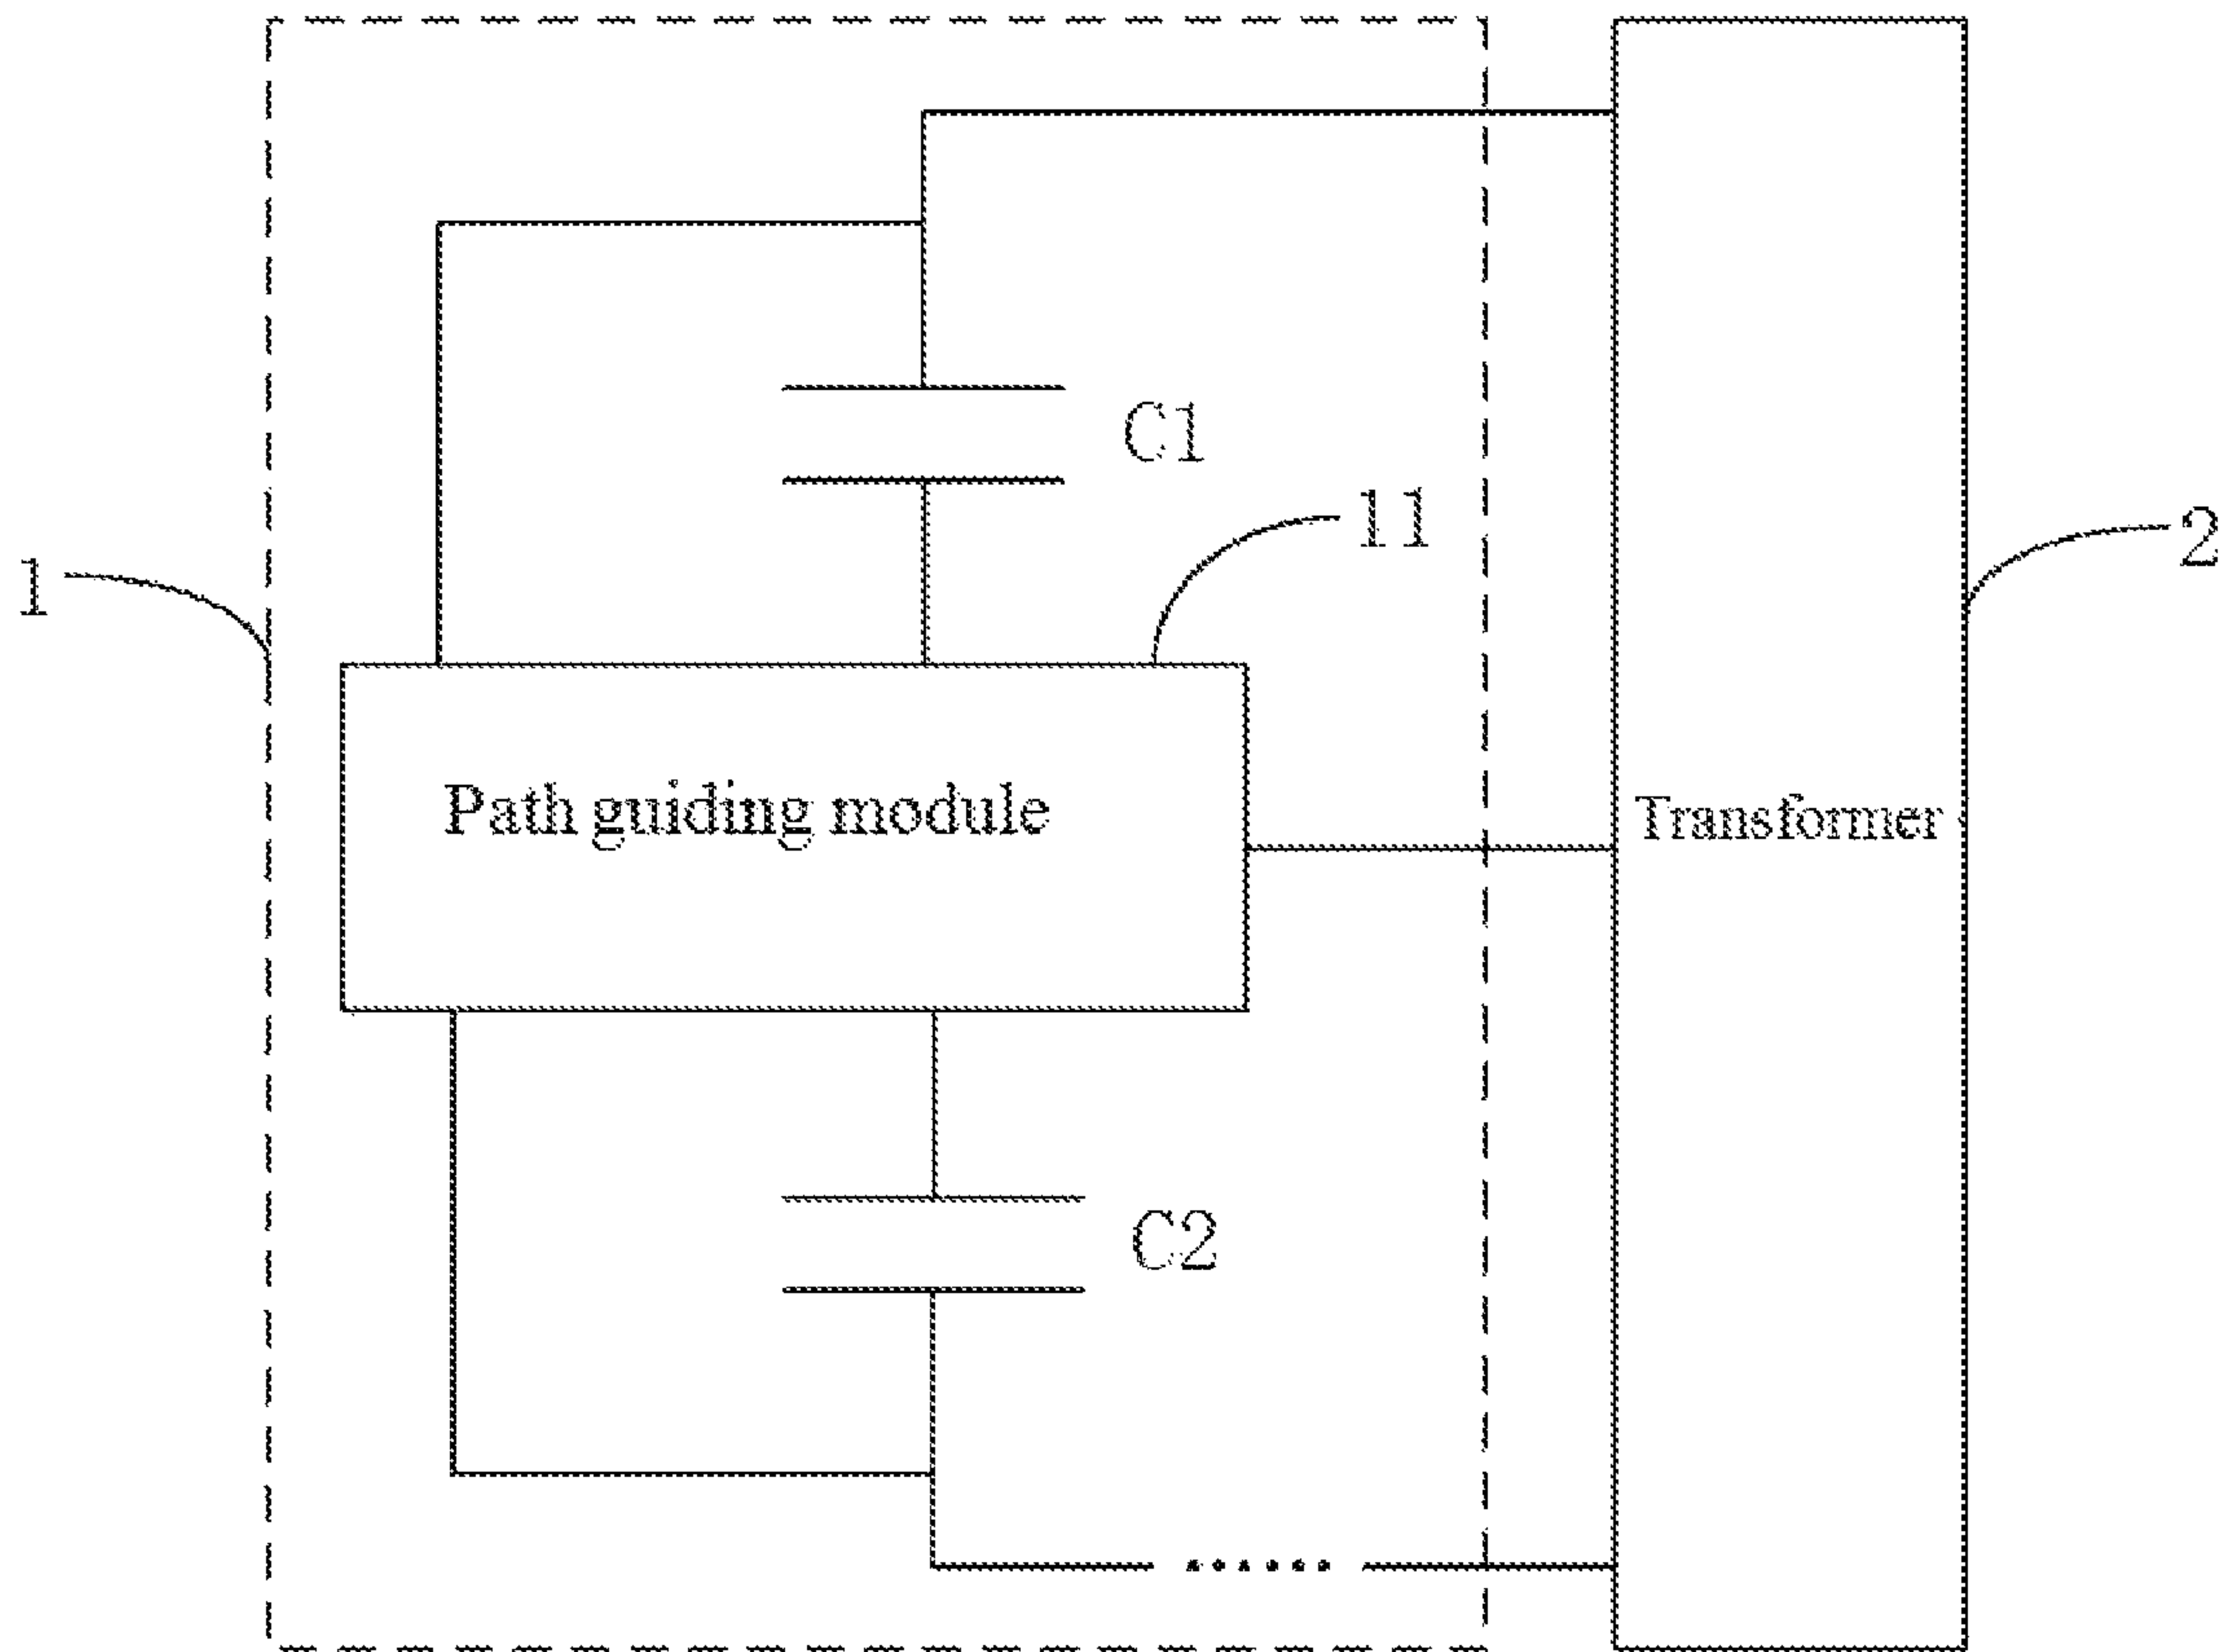 C1
11
2
1
Path guiding module
Transformer
C2